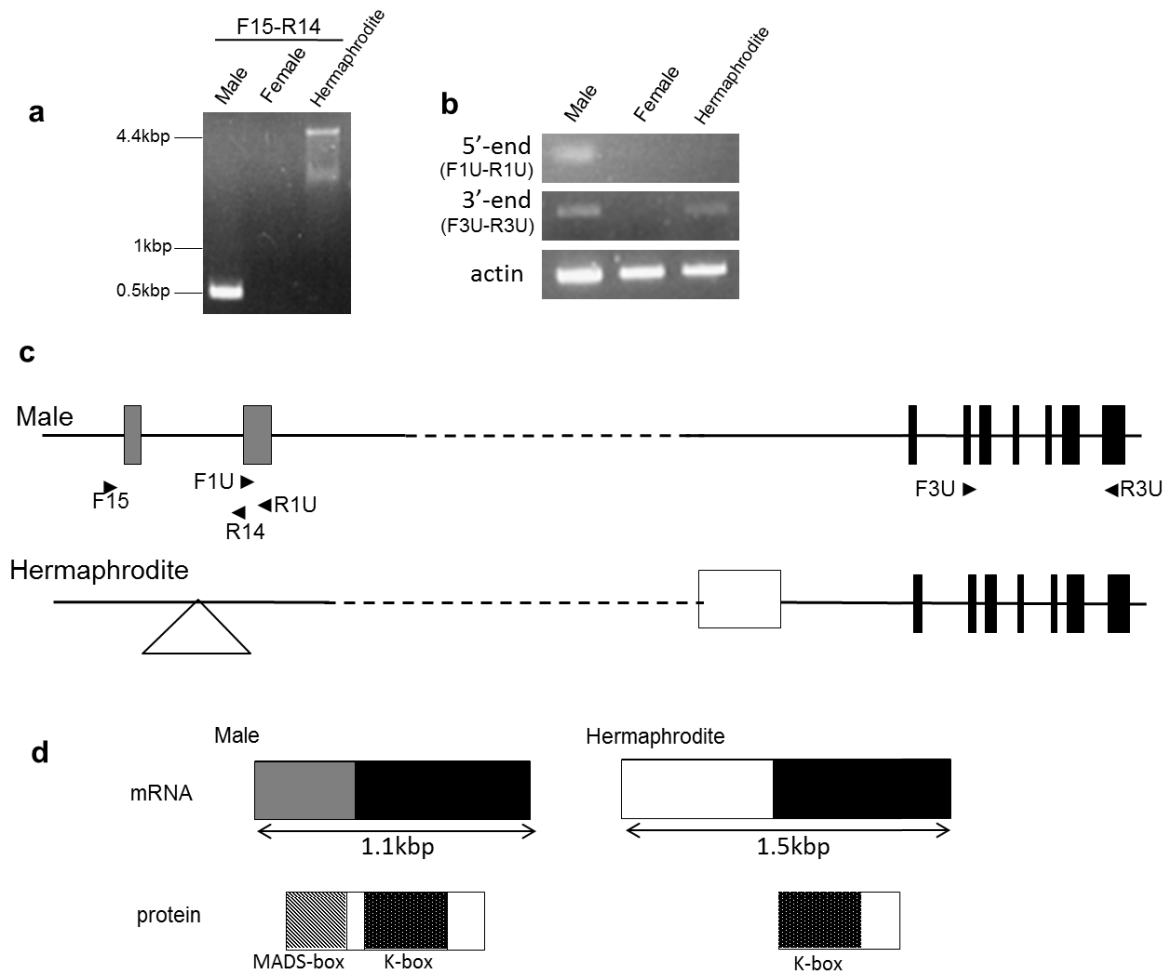 F15-R14
Male
Female
Hermaphrodite
a
4.4kbp
1kbp
0.5kbp
b
Male
Female
Hermaphrodite
5’-end
(F1U-R1U)
3’-end
(F3U-R3U)
actin
c
Male
F15
F1U
R1U
R14
F3U
R3U
Hermaphrodite
d
Male
Hermaphrodite
mRNA
1.1kbp
1.5kbp
protein
MADS-box
K-box
K-box